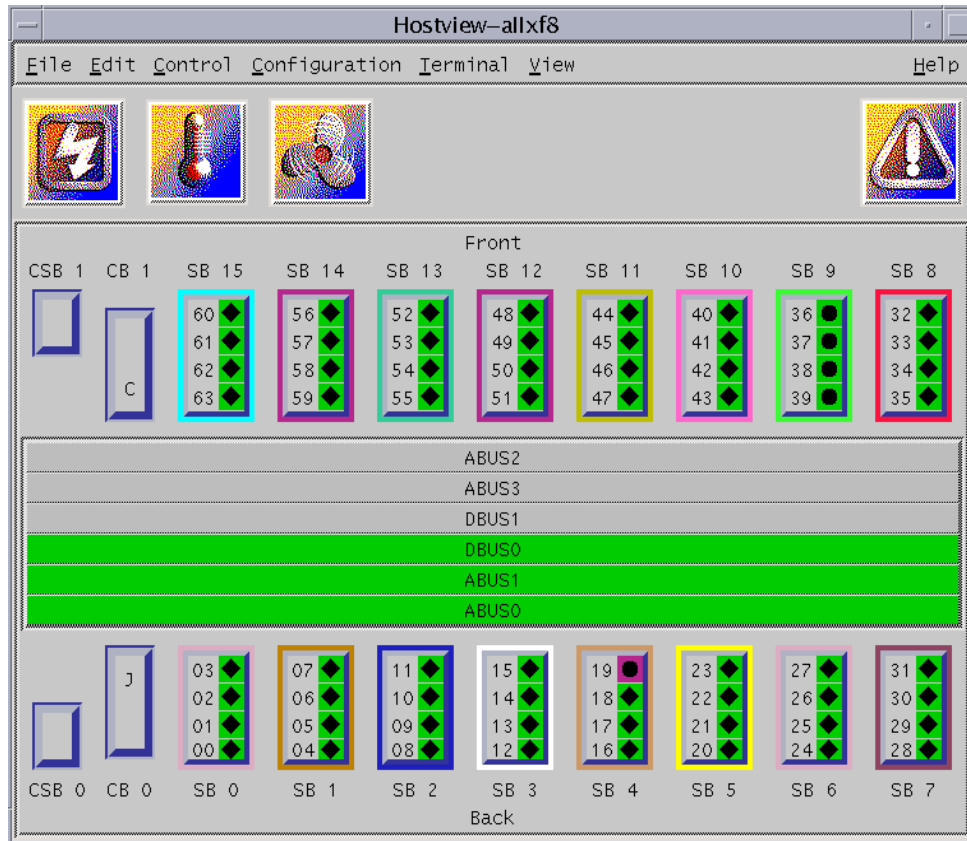 Hostview—allxf8
File Edit Control Configuration Terminal View Help
Front
CSB 1 CB 1 SB 15 SB 14 SB 13 SB 12 SB 11 SB 10 SB 9 SB 8
60 56 52 48 44 40 36 32
61 57 53 49 45 41 37 33
62 58 54 50 46 42 38 34
C
63 59 55 51 47 43 39 35
ABUS2
ABUS3
DBUS1
DBUS0
ABUS1
ABUS0
03 07 11 15 19 23 27 31
J
02 06 10 14 18 22 26 30
01 05 09 13 17 21 25 29
00 04 08 12 16 20 24 28
CSB 0 CB 0 SB 0 SB 1 SB 2 SB 3 SB 4 SB 5 SB 6 SB 7
Back